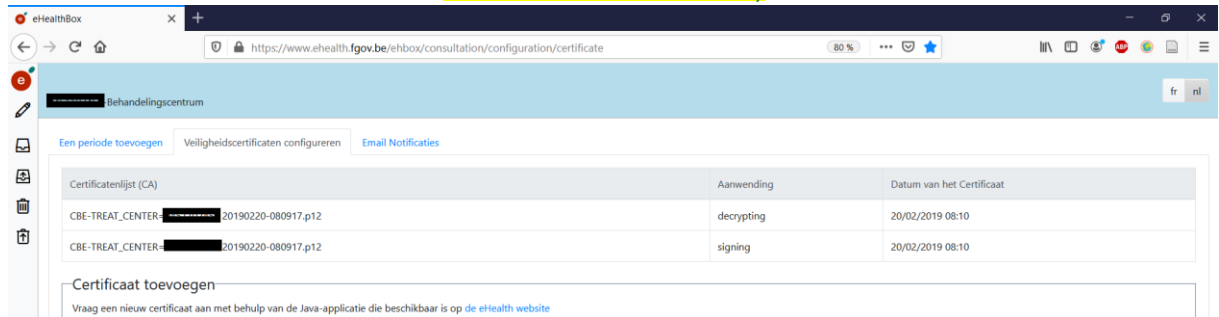 eHealthBox
https://www.ehealth.fgov.be/ehbox/consultation/configuration/certificate
80 %
e
-Behandelingscentrum
fr nl
Een periode toevoegen Veiligheidscertificaten configureren Email Notificaties
Certificatenlijst (CA) Aanwending Datum van het Certificaat
CBE-TREAT_CENTER= 20190220-080917.p12 decrypting 20/02/2019 08:10
CBE-TREAT_CENTER= 20190220-080917.p12 signing 20/02/2019 08:10
Certificaat toevoegen
Vraag een nieuw certificaat aan met behulp van de Java-applicatie die beschikbaar is op de eHealth website